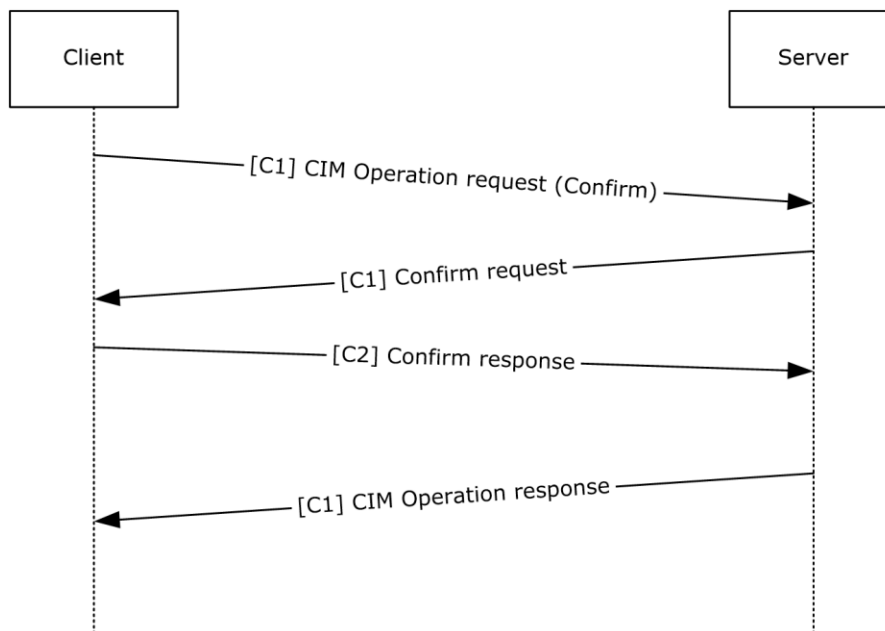 Client
Server
[C1] CIM Operation request (Confirm)
[C1] Confirm request
[C2] Confirm response
[C1] CIM Operation response